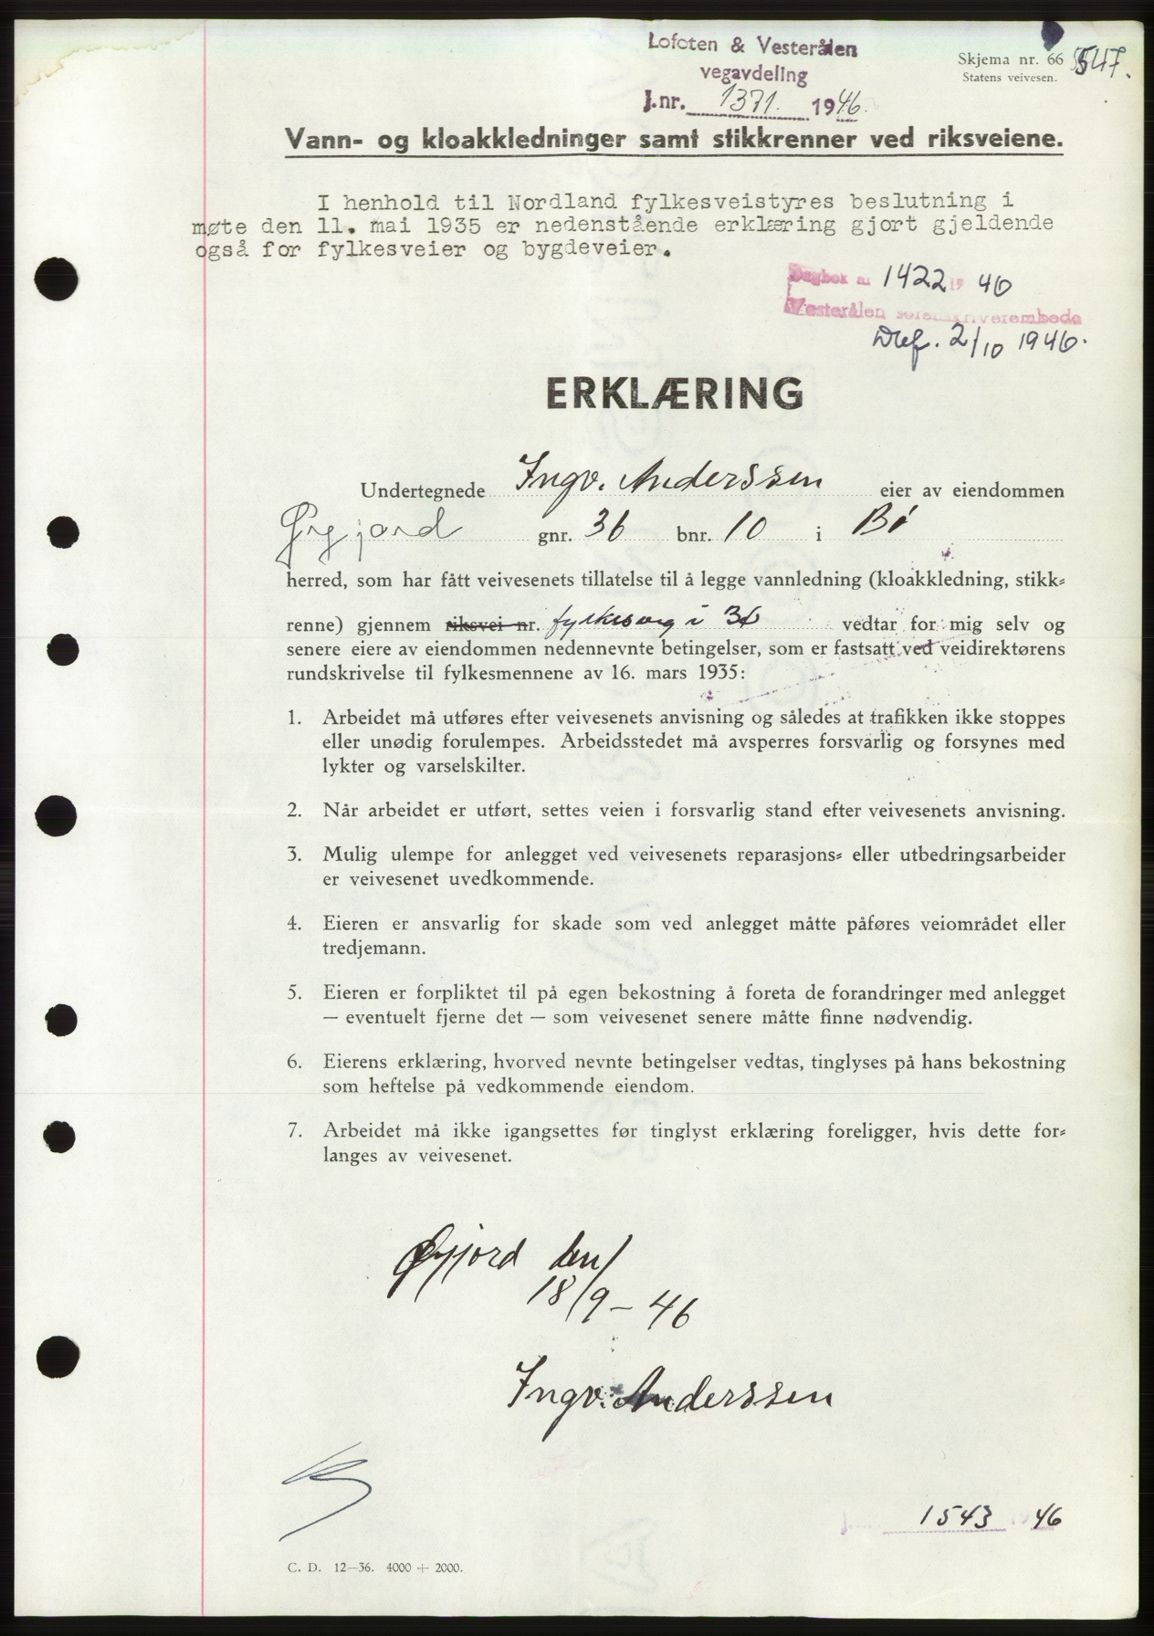 Lofoten & Vesterålen
vegavdeling
J.nr. 1371. 1946.
Skjema nr. 66
Statens veivesen.
547.
Vann- og kloakkledninger samt stikkrenner ved riksveiene.
I henhold til Nordland fylkesveistyres beslutning i
møte den 11. mai 1935 er nedenstående erklæring gjort gjeldende
også for fylkesveier og bygdeveier.
Dagbok nr. 1422 19 46
Vesterålen sorenskriverembede
2/10 1946.
ERKLÆRING
Undertegnede Ingv. Anderssen eier av eiendommen
gnr. 36 bnr. 10 i Bø
herred, som har fått veivesenets tillatelse til å legge vannledning (kloakkledning, stikk=
renne) gjennem riksvei nr. fylkesveg i 36 vedtar for mig selv og
senere eiere av eiendommen nedennevnte betingelser, som er fastsatt ved veidirektørens
rundskrivelse til fylkesmennene av 16. mars 1935:
1. Arbeidet må utføres efter veivesenets anvisning og således at trafikken ikke stoppes
eller unødig forulempes. Arbeidsstedet må avsperres forsvarlig og forsynes med
lykter og varselskilter.
2. Når arbeidet er utført, settes veien i forsvarlig stand efter veivesenets anvisning.
3. Mulig ulempe for anlegget ved veivesenets reparasjons= eller utbedringsarbeider
er veivesenet uvedkommende.
4. Eieren er ansvarlig for skade som ved anlegget måtte påføres veiområdet eller
tredjemann.
5. Eieren er forpliktet til på egen bekostning å foreta de forandringer med anlegget
— eventuelt fjerne det — som veivesenet senere måtte finne nødvendig.
6. Eierens erklæring, hvorved nevnte betingelser vedtas, tinglyses på hans bekostning
som heftelse på vedkommende eiendom.
7. Arbeidet må ikke igangsettes før tinglyst erklæring foreligger, hvis dette for=
langes av veivesenet.
den
18/9-46
Ingv. Anderssen
1543 1946
C. D. 12—36. 4000 + 2000.